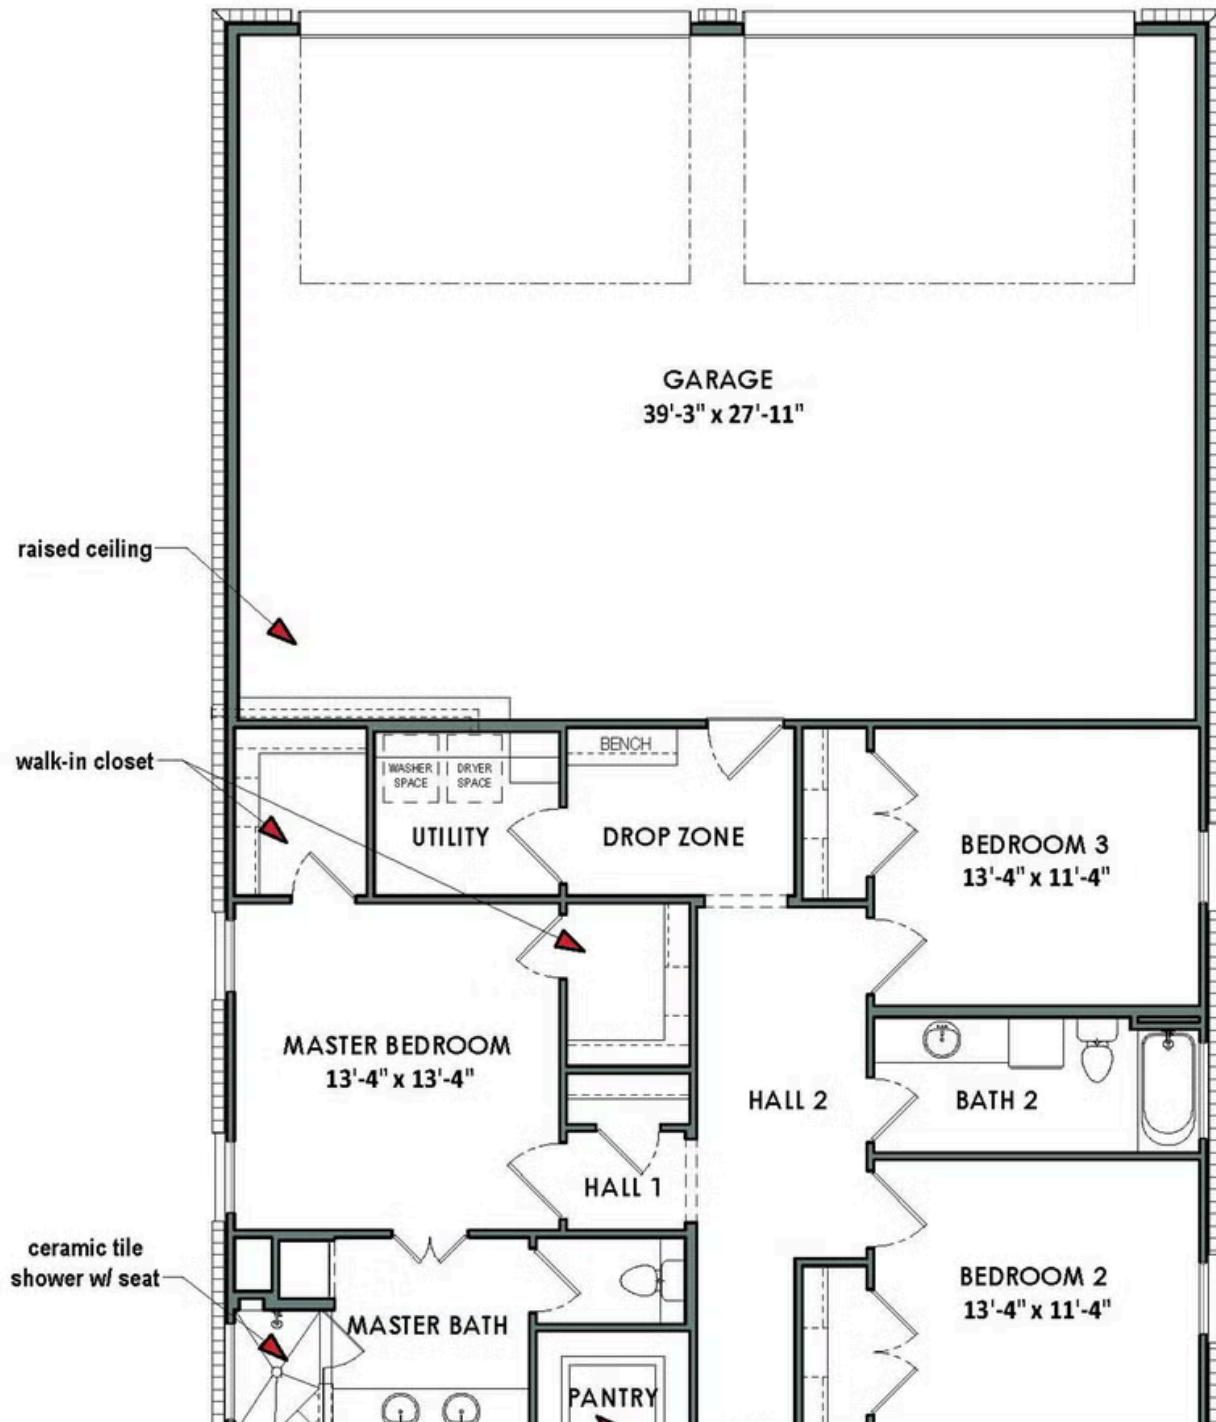 GARAGE
39'-3" x 27'-11"
raised ceiling
walk-in closet
BENCH
WASHER
SPACE
DRYER
SPACE
UTILITY
DROP ZONE
BEDROOM 3
13'-4" x 11'-4"
MASTER BEDROOM
13'-4" x 13'-4"
HALL 2
BATH 2
HALL 1
ceramic tile
shower w/ seat
BEDROOM 2
13'-4" x 11'-4"
MASTER BATH
PANTRY